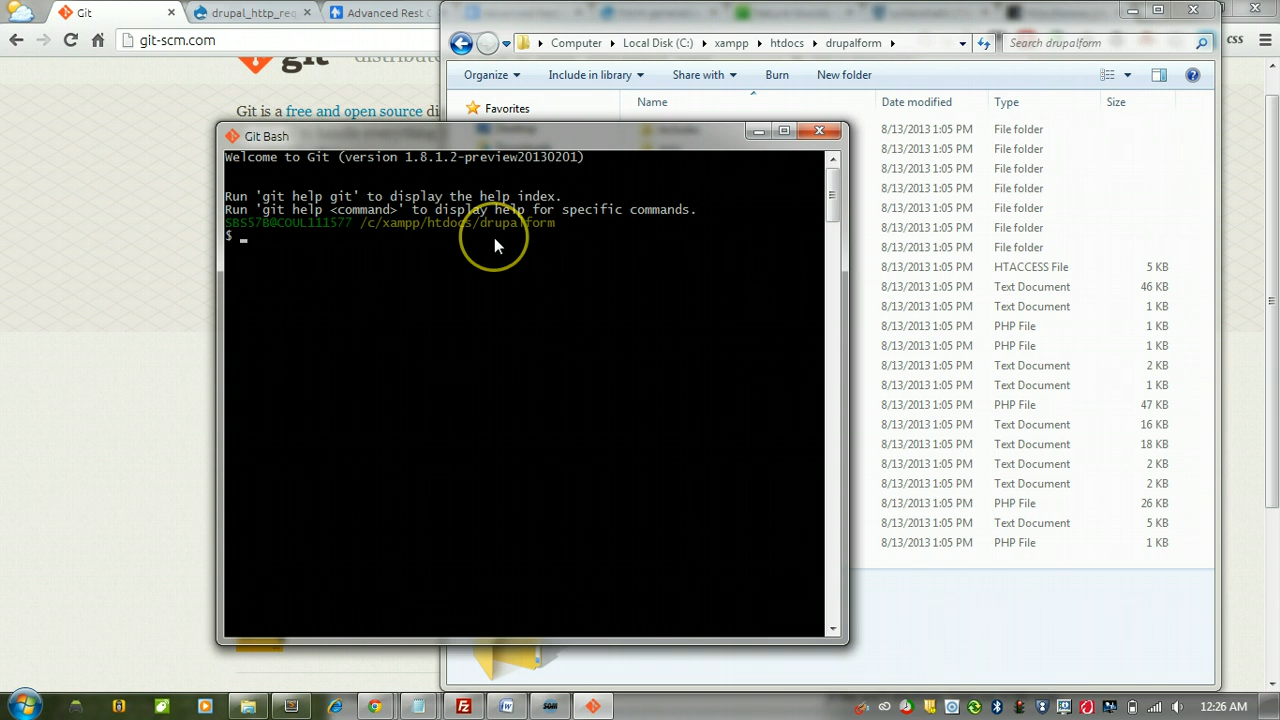 Git
drupal_http_req
Advanced Rest C
git-scm.com
css
git
distribute
Git is a free and open source di
Computer
Local Disk (C:)
xampp
htdocs
drupalform
Search drupalform
Organize
Include in library
Share with
Burn
New folder
Favorites
Name
Date modified
Type
Size
8/13/2013 1:05 PM File folder
8/13/2013 1:05 PM File folder
8/13/2013 1:05 PM File folder
8/13/2013 1:05 PM File folder
8/13/2013 1:05 PM File folder
8/13/2013 1:05 PM File folder
8/13/2013 1:05 PM File folder
8/13/2013 1:05 PM HTACCESS File 5 KB
8/13/2013 1:05 PM Text Document 46 KB
8/13/2013 1:05 PM Text Document 1 KB
8/13/2013 1:05 PM PHP File 1 KB
8/13/2013 1:05 PM PHP File 1 KB
8/13/2013 1:05 PM Text Document 2 KB
8/13/2013 1:05 PM Text Document 1 KB
8/13/2013 1:05 PM PHP File 47 KB
8/13/2013 1:05 PM Text Document 16 KB
8/13/2013 1:05 PM Text Document 18 KB
8/13/2013 1:05 PM Text Document 2 KB
8/13/2013 1:05 PM Text Document 2 KB
8/13/2013 1:05 PM PHP File 26 KB
8/13/2013 1:05 PM Text Document 5 KB
8/13/2013 1:05 PM PHP File 1 KB
Git Bash
Welcome to Git (version 1.8.1.2-preview20130201)
Run 'git help git' to display the help index.
Run 'git help <command>' to display help for specific commands.
SBS57B@COUL111577 /c/xampp/htdocs/drupalform
$
12:26 AM